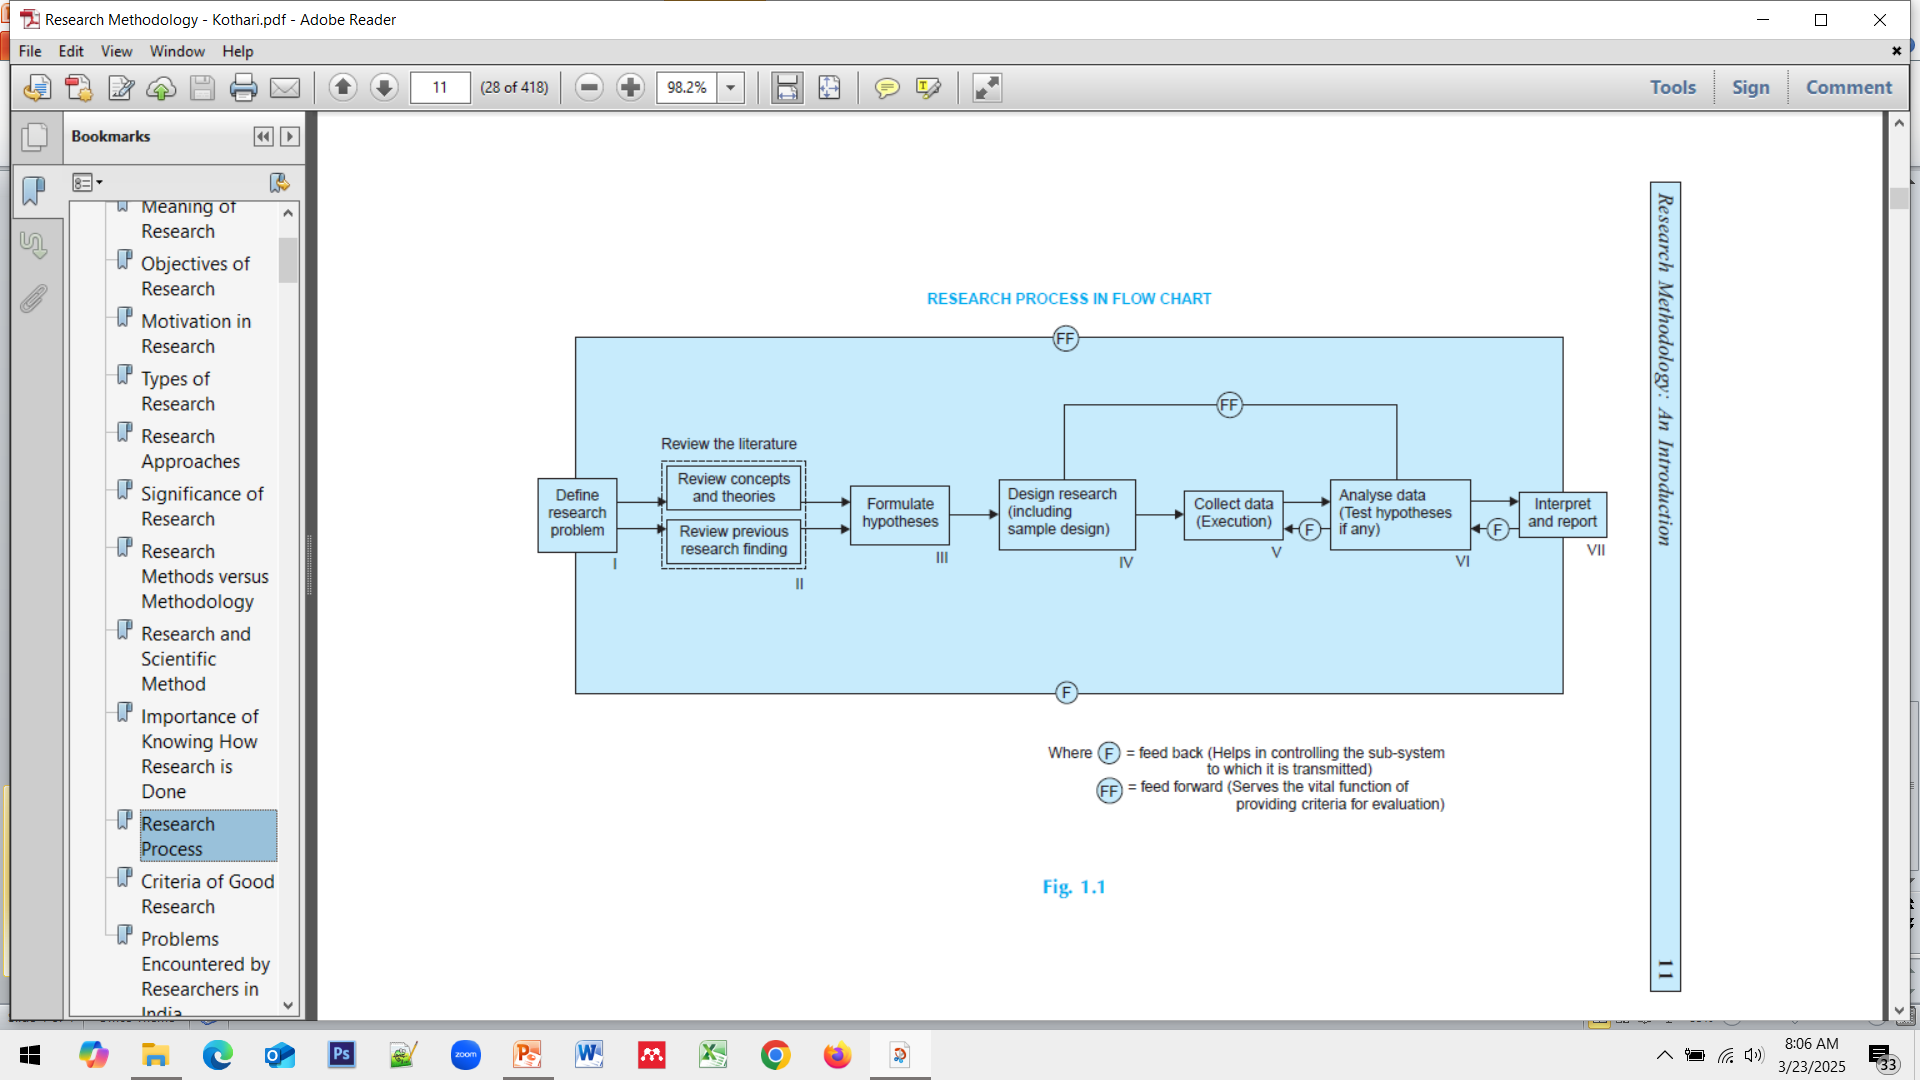 Research Methodology - Kothari.pdf - Adobe Reader
File Edit View Window Help
11 (28 of 418) 98.2% Tools Sign Comment
Bookmarks
Meaning of
Research
Objectives of
Research
Motivation in
Research
Types of
Research
Research
Approaches
Significance of
Research
Research
Methods versus
Methodology
Research and
Scientific
Method
Importance of
Knowing How
Research is
Done
Research
Process
Criteria of Good
Research
Problems
Encountered by
Researchers in
India
RESEARCH PROCESS IN FLOW CHART
FF
FF
Review the literature
Define
research
problem
I
Review concepts
and theories
Review previous
research finding
II
Formulate
hypotheses
III
Design research
(including
sample design)
IV
Collect data
(Execution)
V
F
Analyse data
(Test hypotheses
if any)
VI
F
Interpret
and report
VII
F
Where F = feed back (Helps in controlling the sub-system
to which it is transmitted)
FF = feed forward (Serves the vital function of
providing criteria for evaluation)
Fig. 1.1
Research Methodology: An Introduction
11
Ps
zoom
8:06 AM
3/23/2025
33